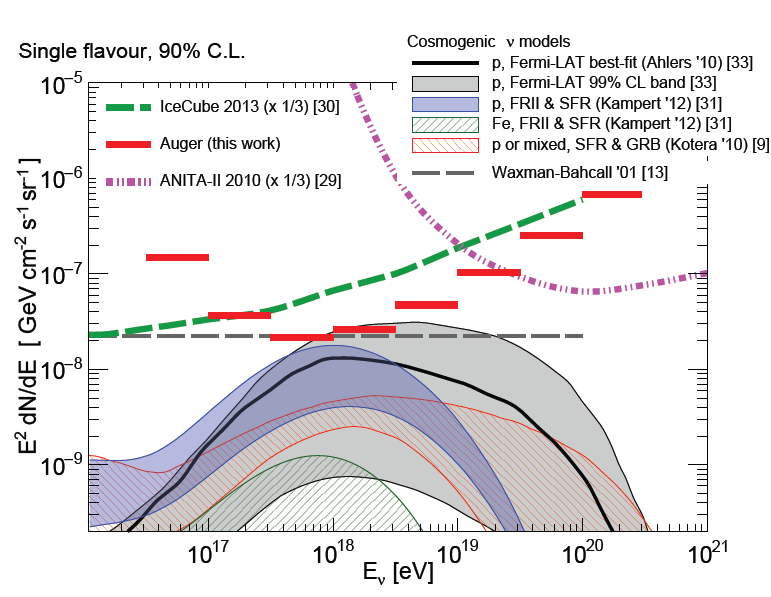 Single flavour, 90% C.L.
Cosmogenic ν models
p, Fermi-LAT best-fit (Ahlers '10) [33]
p, Fermi-LAT 99% CL band [33]
p, FRII & SFR (Kampert '12) [31]
Fe, FRII & SFR (Kampert '12) [31]
p or mixed, SFR & GRB (Kotera '10) [9]
Waxman-Bahcall '01 [13]
IceCube 2013 (x 1/3) [30]
Auger (this work)
ANITA-II 2010 (x 1/3) [29]
E² dN/dE [ GeV cm⁻² s⁻¹ sr⁻¹ ]
10⁻⁵
10⁻⁶
10⁻⁷
10⁻⁸
10⁻⁹
10¹⁷ 10¹⁸ 10¹⁹ 10²⁰ 10²¹
Eν [eV]